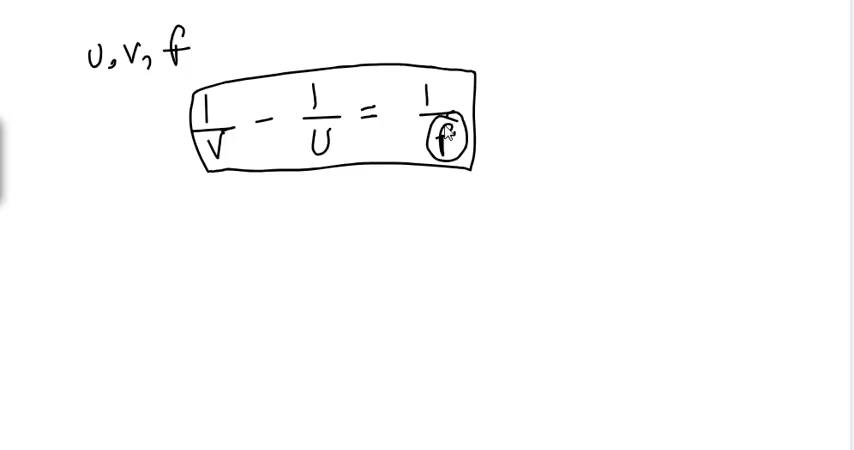 u, v, f
1/v - 1/u = 1/f